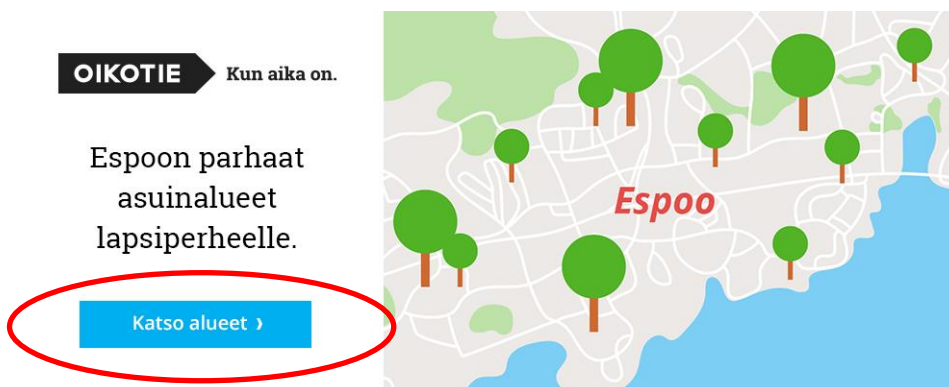 OIKOTIE Kun aika on.
Espoon parhaat
asuinalueet
lapsiperheelle.
Katso alueet ›
Espoo